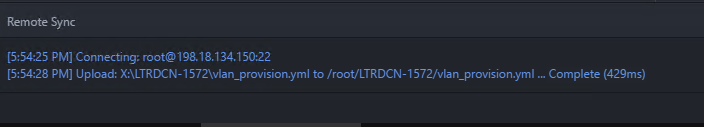 Remote Sync
[5:54:25 PM] Connecting: root@198.18.134.150:22
[5:54:28 PM] Upload: X:\LTRDCN-1572\vlan_provision.yml to /root/LTRDCN-1572/vlan_provision.yml ... Complete (429ms)